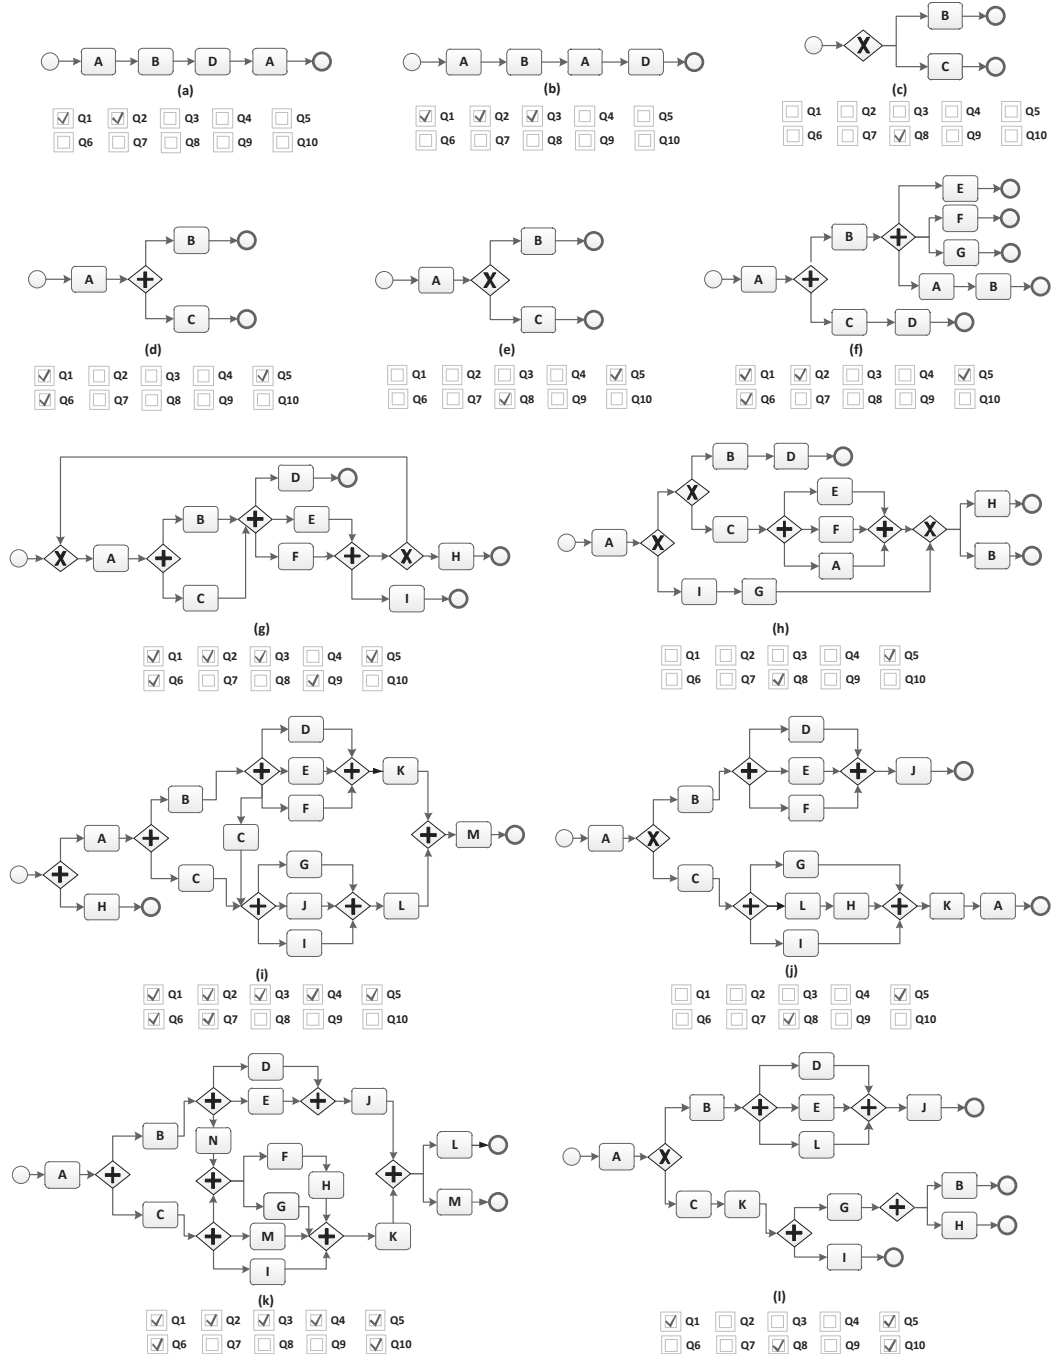 A B D A
(a)
Q1 Q2 Q3 Q4 Q5
Q6 Q7 Q8 Q9 Q10
A B A D
(b)
Q1 Q2 Q3 Q4 Q5
Q6 Q7 Q8 Q9 Q10
B
X
C
(c)
Q1 Q2 Q3 Q4 Q5
Q6 Q7 Q8 Q9 Q10
B
A +
C
(d)
Q1 Q2 Q3 Q4 Q5
Q6 Q7 Q8 Q9 Q10
B
A X
C
(e)
Q1 Q2 Q3 Q4 Q5
Q6 Q7 Q8 Q9 Q10
E
F
B +
G
A +
A B
C D
(f)
Q1 Q2 Q3 Q4 Q5
Q6 Q7 Q8 Q9 Q10
D
B + E
X A + F + X H
C I
(g)
Q1 Q2 Q3 Q4 Q5
Q6 Q7 Q8 Q9 Q10
B D
X E
C + F + X H
A X
A B
I G
(h)
Q1 Q2 Q3 Q4 Q5
Q6 Q7 Q8 Q9 Q10
D
+ E + K
B
F
A + C + M
G
+ C
+ J + L
H
I
(i)
Q1 Q2 Q3 Q4 Q5
Q6 Q7 Q8 Q9 Q10
D
+ E + J
B
F
A X
G
C
+ L H + K A
I
(j)
Q1 Q2 Q3 Q4 Q5
Q6 Q7 Q8 Q9 Q10
D
+ E + J
B
N
F L
A + + H +
G M
C
+ M + K
I
(k)
Q1 Q2 Q3 Q4 Q5
Q6 Q7 Q8 Q9 Q10
D
B + E + J
L
A X
B
C K G +
+ H
I
(l)
Q1 Q2 Q3 Q4 Q5
Q6 Q7 Q8 Q9 Q10